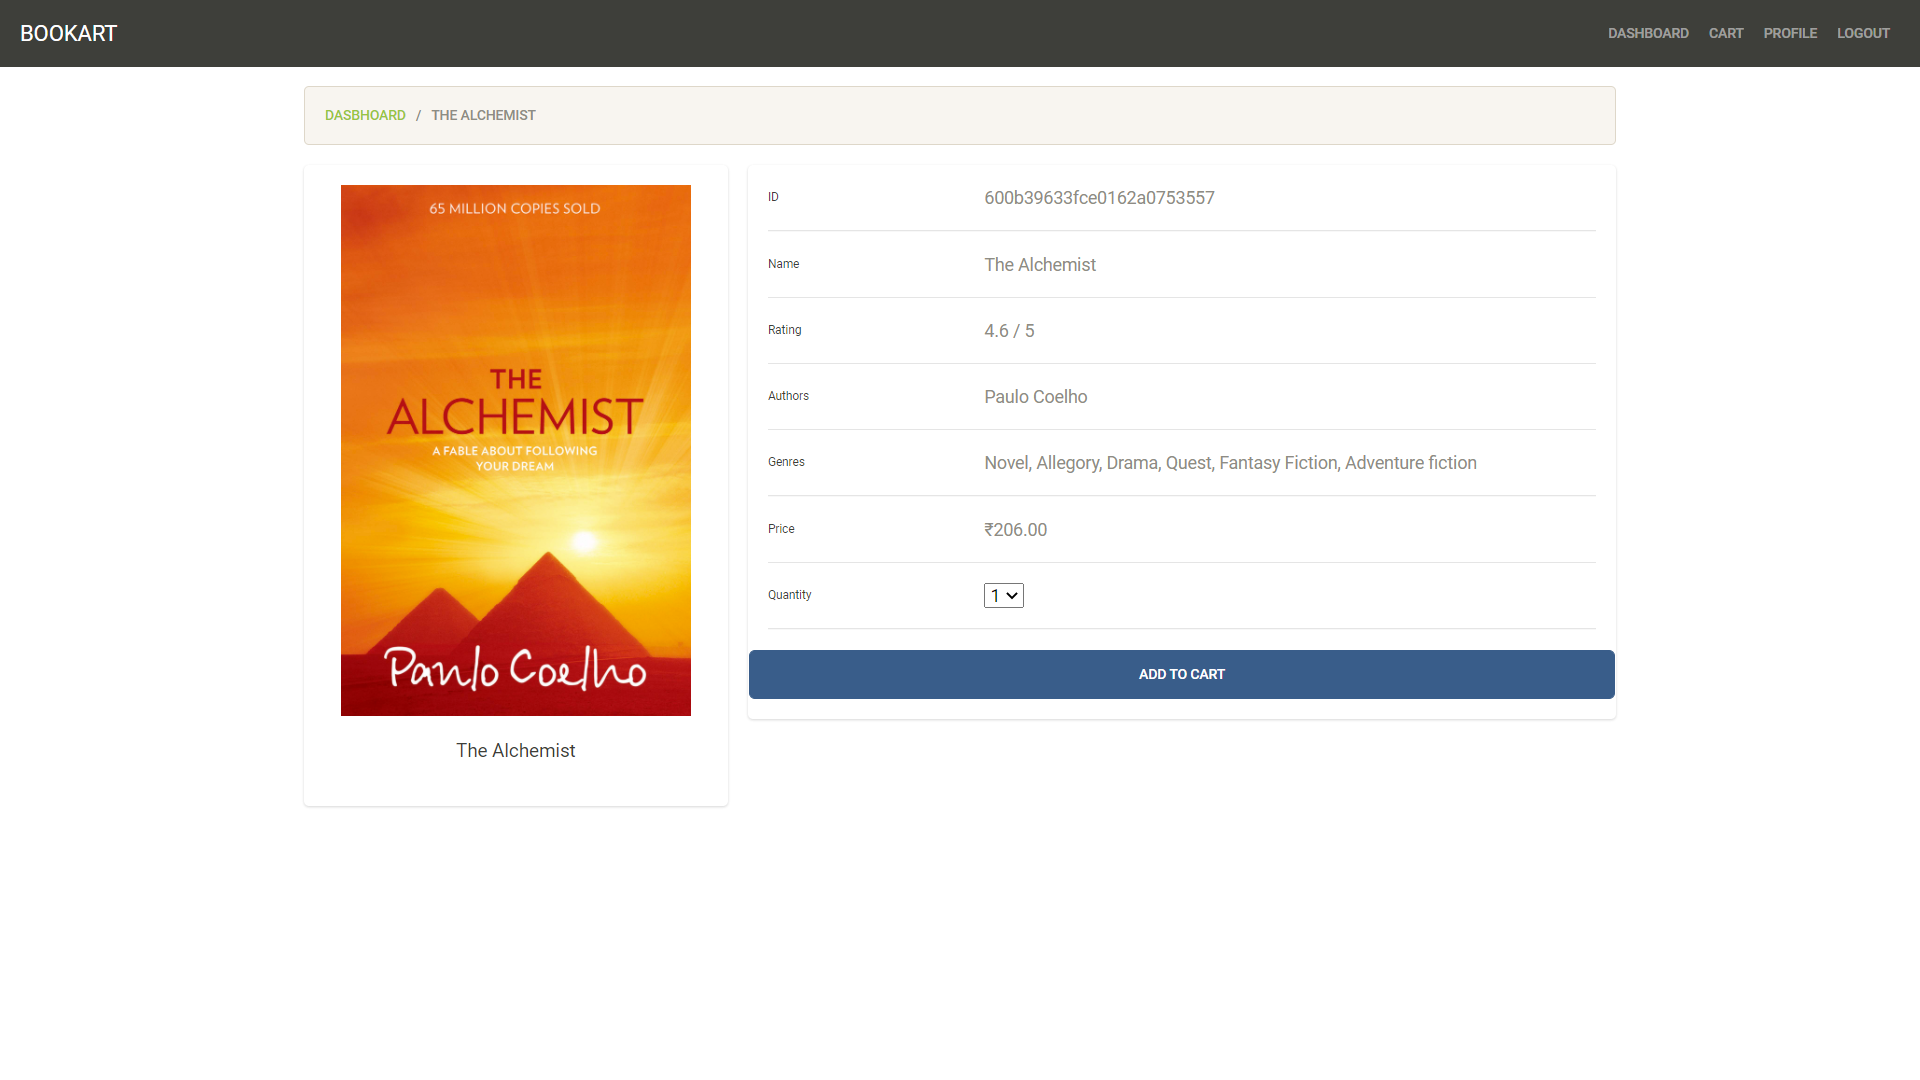 BOOKART
DASHBOARD CART PROFILE LOGOUT
DASBHOARD / THE ALCHEMIST
65 MILLION COPIES SOLD
THE
ALCHEMIST
A FABLE ABOUT FOLLOWING
YOUR DREAM
Paulo Coelho
The Alchemist
ID 600b39633fce0162a0753557
Name The Alchemist
Rating 4.6 / 5
Authors Paulo Coelho
Genres Novel, Allegory, Drama, Quest, Fantasy Fiction, Adventure fiction
Price ₹206.00
Quantity 1
ADD TO CART